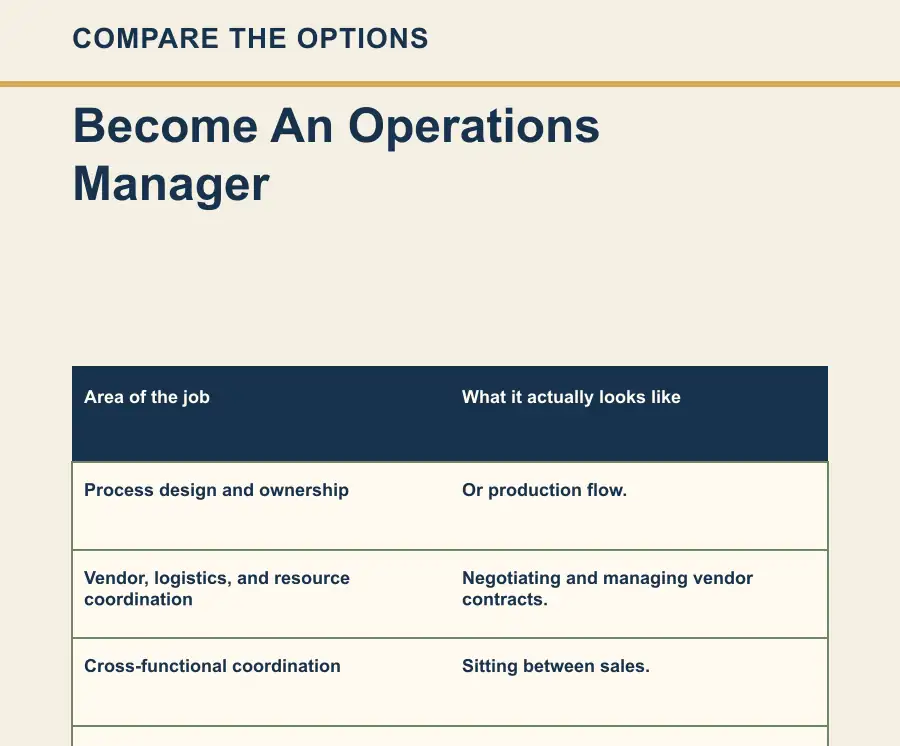 COMPARE THE OPTIONS
Become An Operations
Manager
Area of the job
What it actually looks like
Process design and ownership
Or production flow.
Vendor, logistics, and resource
coordination
Negotiating and managing vendor
contracts.
Cross-functional coordination
Sitting between sales.